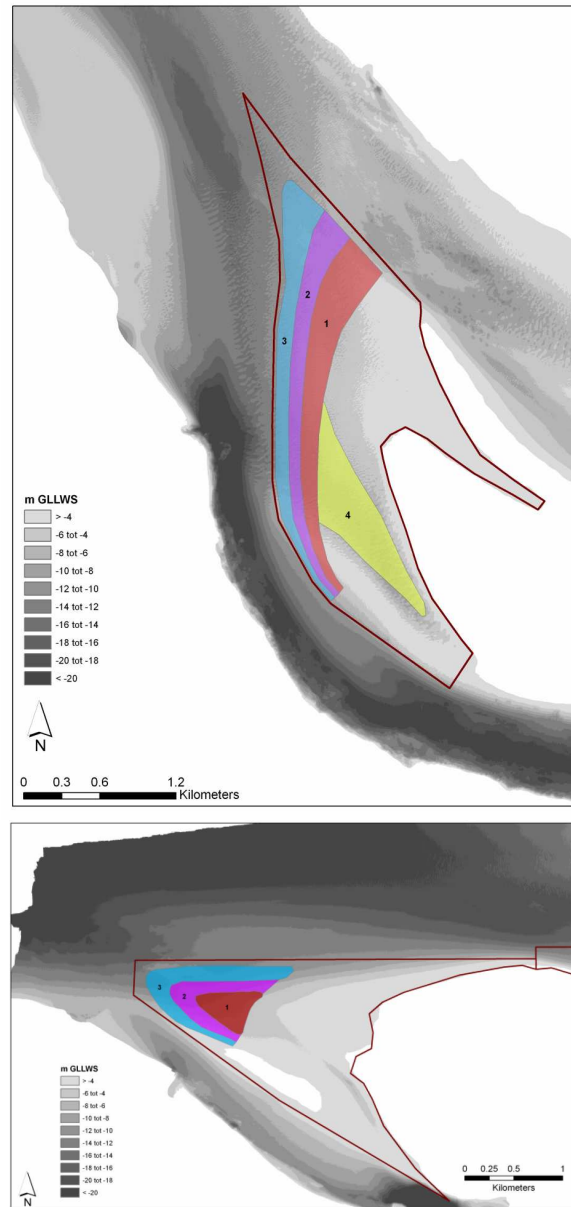 1
2
3
4
m GLLWS
> -4
-6 tot -4
-8 tot -6
-10 tot -8
-12 tot -10
-14 tot -12
-16 tot -14
-18 tot -16
-20 tot -18
< -20
N
0 0.3 0.6 1.2
Kilometers
3
2
1
m GLLWS
> -4
-6 tot -4
-8 tot -6
-10 tot -8
-12 tot -10
-14 tot -12
-16 tot -14
-18 tot -16
-20 tot -18
< -20
N
0 0.25 0.5 1
Kilometers